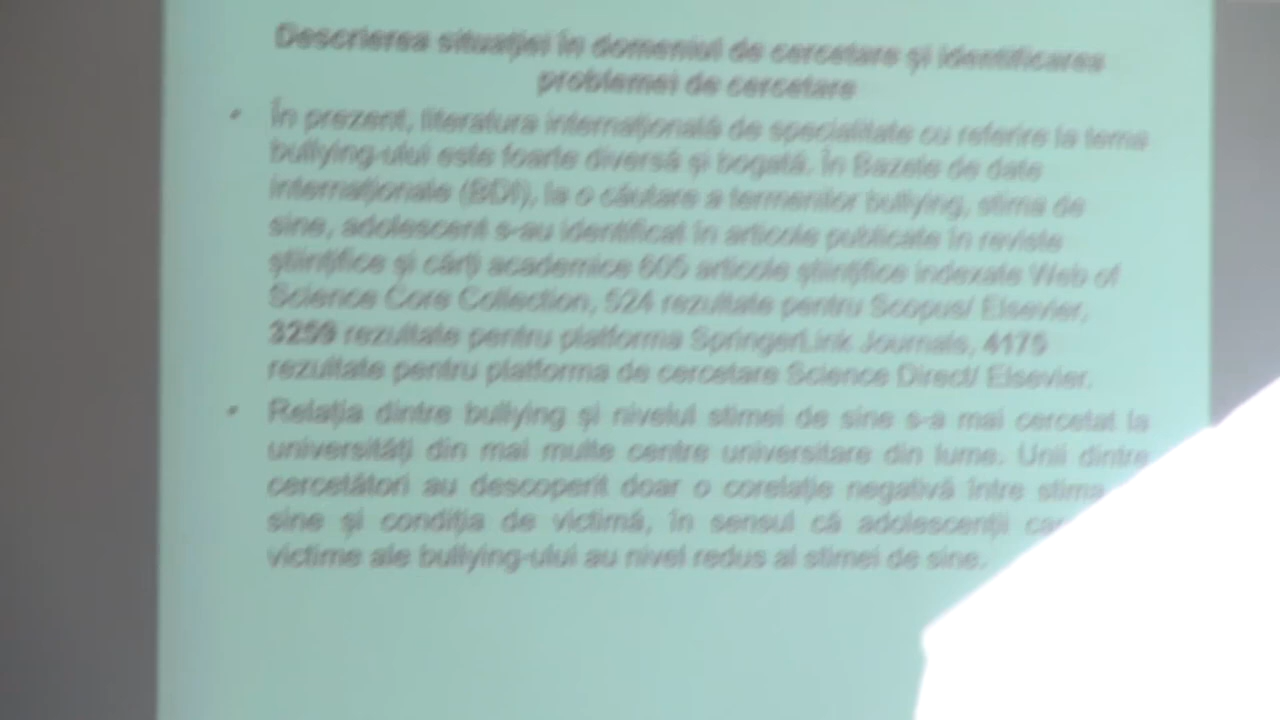 Descrierea situației în domeniul de cercetare și identificarea
problemei de cercetare
• În prezent, literatura internațională de specialitate cu referire la tema
bullying-ului este foarte diversă și bogată. În Bazele de date
internaționale (BDI), la o căutare a termenilor bullying, stima de
sine, adolescent s-au identificat în articole publicate în reviste
științifice și cărți academice 605 articole științifice indexate Web of
Science Core Collection, 524 rezultate pentru Scopus/ Elsevier,
3259 rezultate pentru platforma SpringerLink Journals, 4175
rezultate pentru platforma de cercetare Science Direct/ Elsevier.
• Relația dintre bullying și nivelul stimei de sine s-a mai cercetat la
universități din mai multe centre universitare din lume. Unii dintre
cercetători au descoperit doar o corelație negativă între stima
sine și condiția de victimă, în sensul că adolescenții
victime ale bullying-ului au nivel redus al stimei de sine.